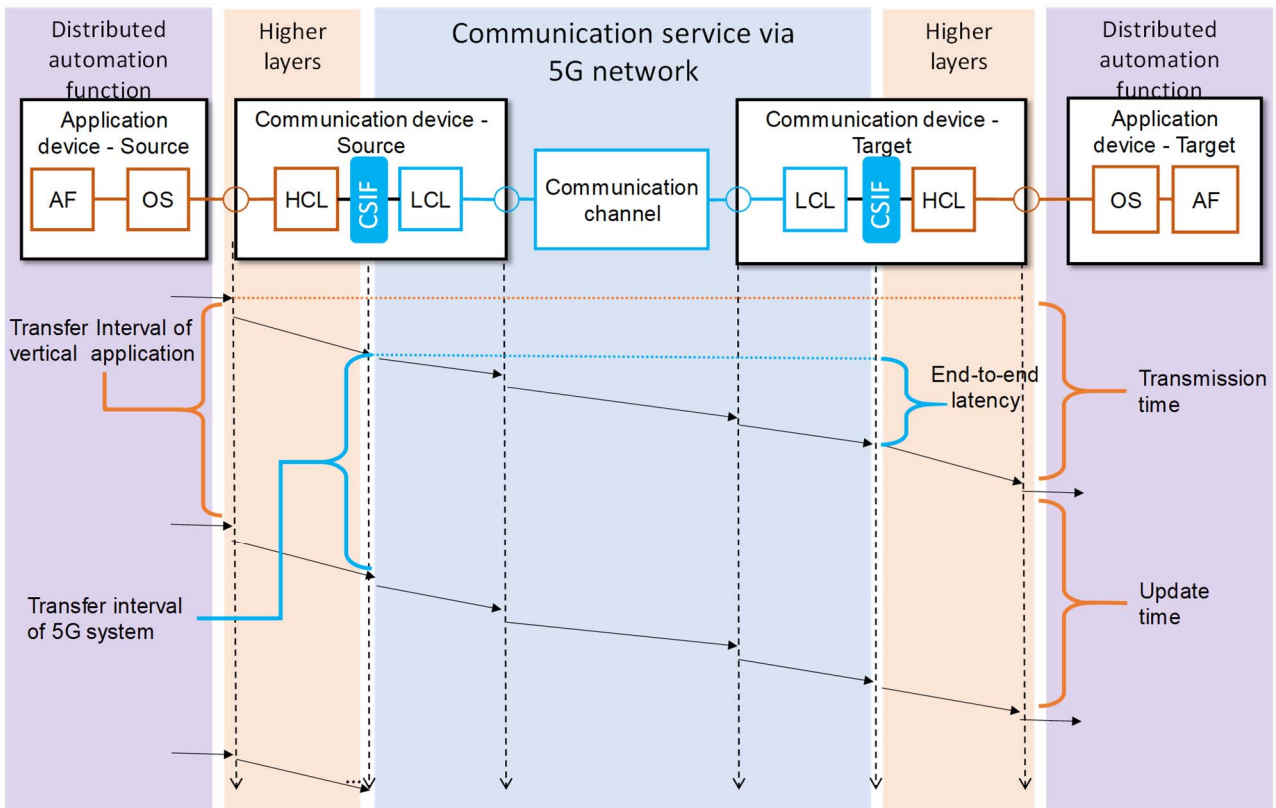 Distributed
automation
function
Higher
layers
Communication service via
5G network
Higher
layers
Distributed
automation
function
Application
device - Source
AF
OS
Communication device -
Source
HCL
CSIF
LCL
Communication
channel
Communication device -
Target
LCL
CSIF
HCL
Application
device - Target
OS
AF
Transfer Interval of
vertical application
End-to-end
latency
Transmission
time
Transfer interval
of 5G system
Update
time
...